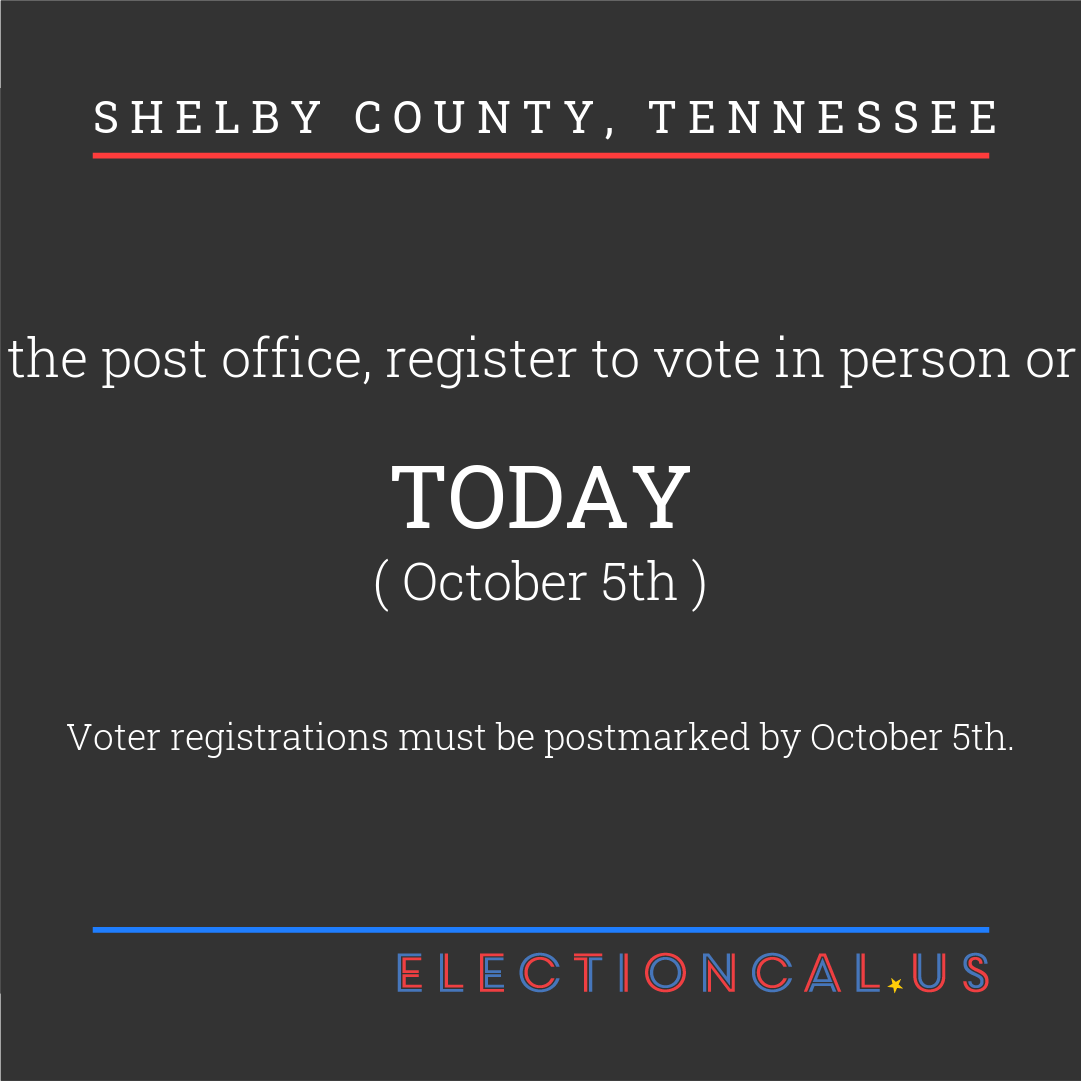 SHELBY COUNTY, TENNESSEE
the post office, register to vote in person or
TODAY
( October 5th )
Voter registrations must be postmarked by October 5th.
ELECTIONCAL.US